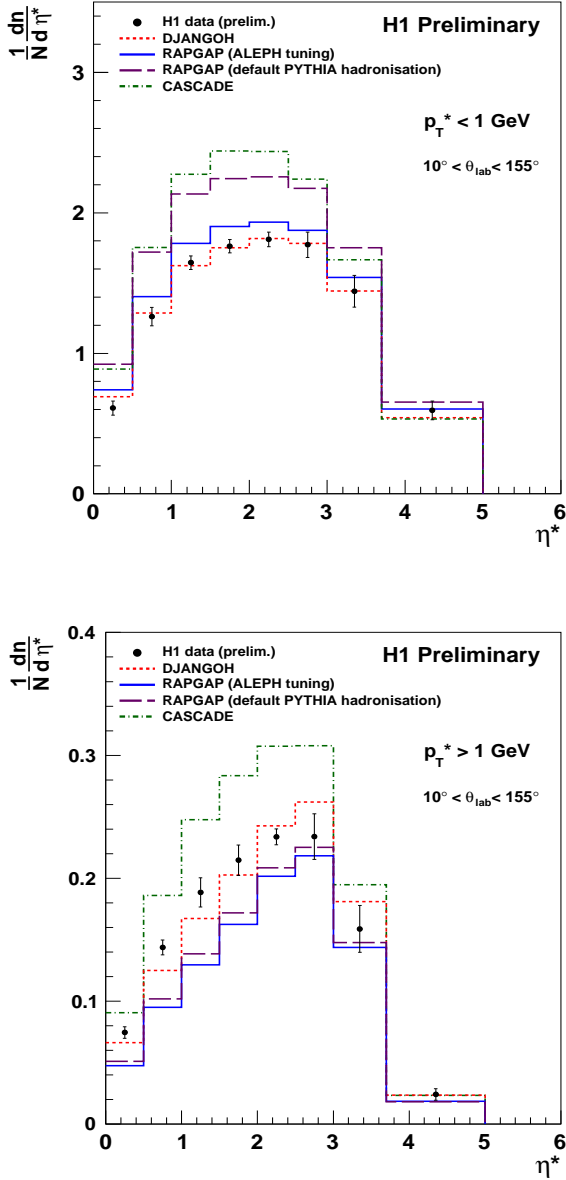 1 dn
N d η*
H1 Preliminary
H1 data (prelim.)
DJANGOH
RAPGAP (ALEPH tuning)
RAPGAP (default PYTHIA hadronisation)
CASCADE
p_T* < 1 GeV
10° < θ_lab < 155°
3
2
1
0
0 1 2 3 4 5 6
η*
1 dn
N d η*
0.4
H1 Preliminary
H1 data (prelim.)
DJANGOH
RAPGAP (ALEPH tuning)
RAPGAP (default PYTHIA hadronisation)
CASCADE
p_T* > 1 GeV
10° < θ_lab < 155°
0.3
0.2
0.1
0
0 1 2 3 4 5 6
η*